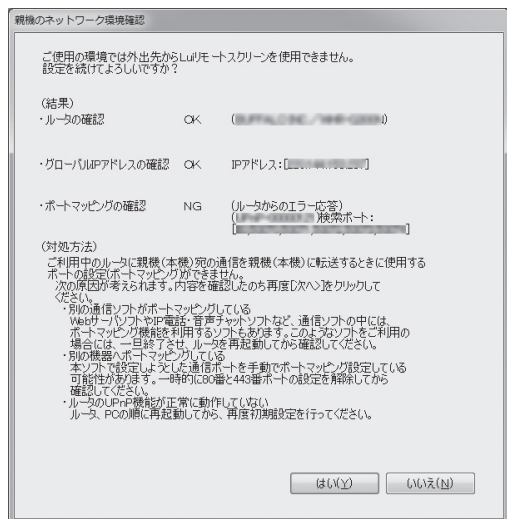 親機のネットワーク環境確認
ご使用の環境では外出先からLuiリモートスクリーンを使用できません。
設定を続けてよろしいですか?
(結果)
・ルータの確認 OK (
・グローバルIPアドレスの確認 OK IPアドレス:[
・ポートマッピングの確認 NG (ルータからのエラー応答)
検索ポート:
(対処方法)
ご利用中のルータに親機(本機)宛の通信を親機(本機)に転送するときに使用する
ポートの設定(ポートマッピング)ができません。
次の原因が考えられます。内容を確認したのち再度[次へ]をクリックして
ください。
・別の通信ソフトがポートマッピングしている
WebサーバソフトやIP電話・音声チャットソフトなど、通信ソフトの中には、
ポートマッピング機能を利用するソフトもあります。このようなソフトをご利用の
場合には、一旦終了させ、ルータを再起動してから確認してください。
・別の機器へポートマッピングしている
本ソフトで設定しようとした通信ポートを手動でポートマッピング設定している
可能性があります。一時的に80番と443番ポートの設定を解除してから
確認してください。
・ルータのUPnP機能が正常に動作していない
ルータ、PCの順に再起動してから、再度初期設定を行ってください。
はい(Y) いいえ(N)